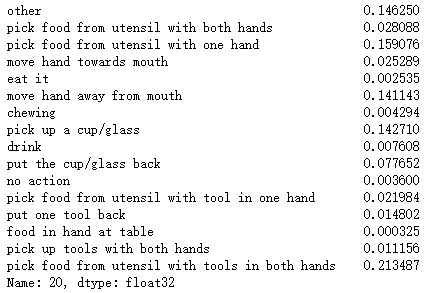 other 0.146250
pick food from utensil with both hands 0.028088
pick food from utensil with one hand 0.159076
move hand towards mouth 0.025289
eat it 0.002535
move hand away from mouth 0.141143
chewing 0.004294
pick up a cup/glass 0.142710
drink 0.007608
put the cup/glass back 0.077652
no action 0.003600
pick food from utensil with tool in one hand 0.021984
put one tool back 0.014802
food in hand at table 0.000325
pick up tools with both hands 0.011156
pick food from utensil with tools in both hands 0.213487
Name: 20, dtype: float32